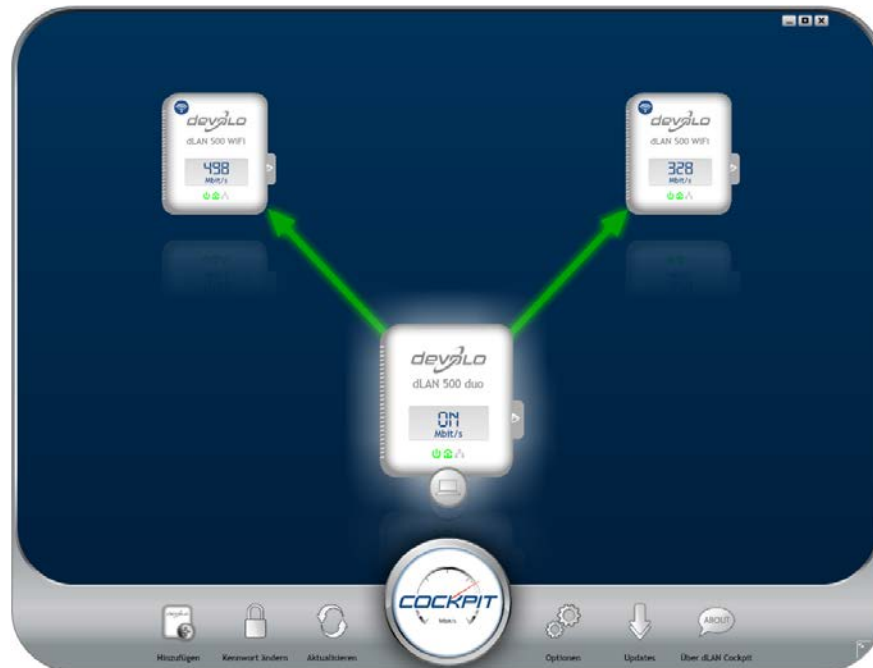 devolo
dLAN 500 WiFi
498
Mbit/s
devolo
dLAN 500 WiFi
328
Mbit/s
devolo
dLAN 500 duo
ON
Mbit/s
COCKPIT
Mbit/s
Hinzufügen
Kennwort ändern
Aktualisieren
Optionen
Updates
ABOUT
Über dLAN Cockpit